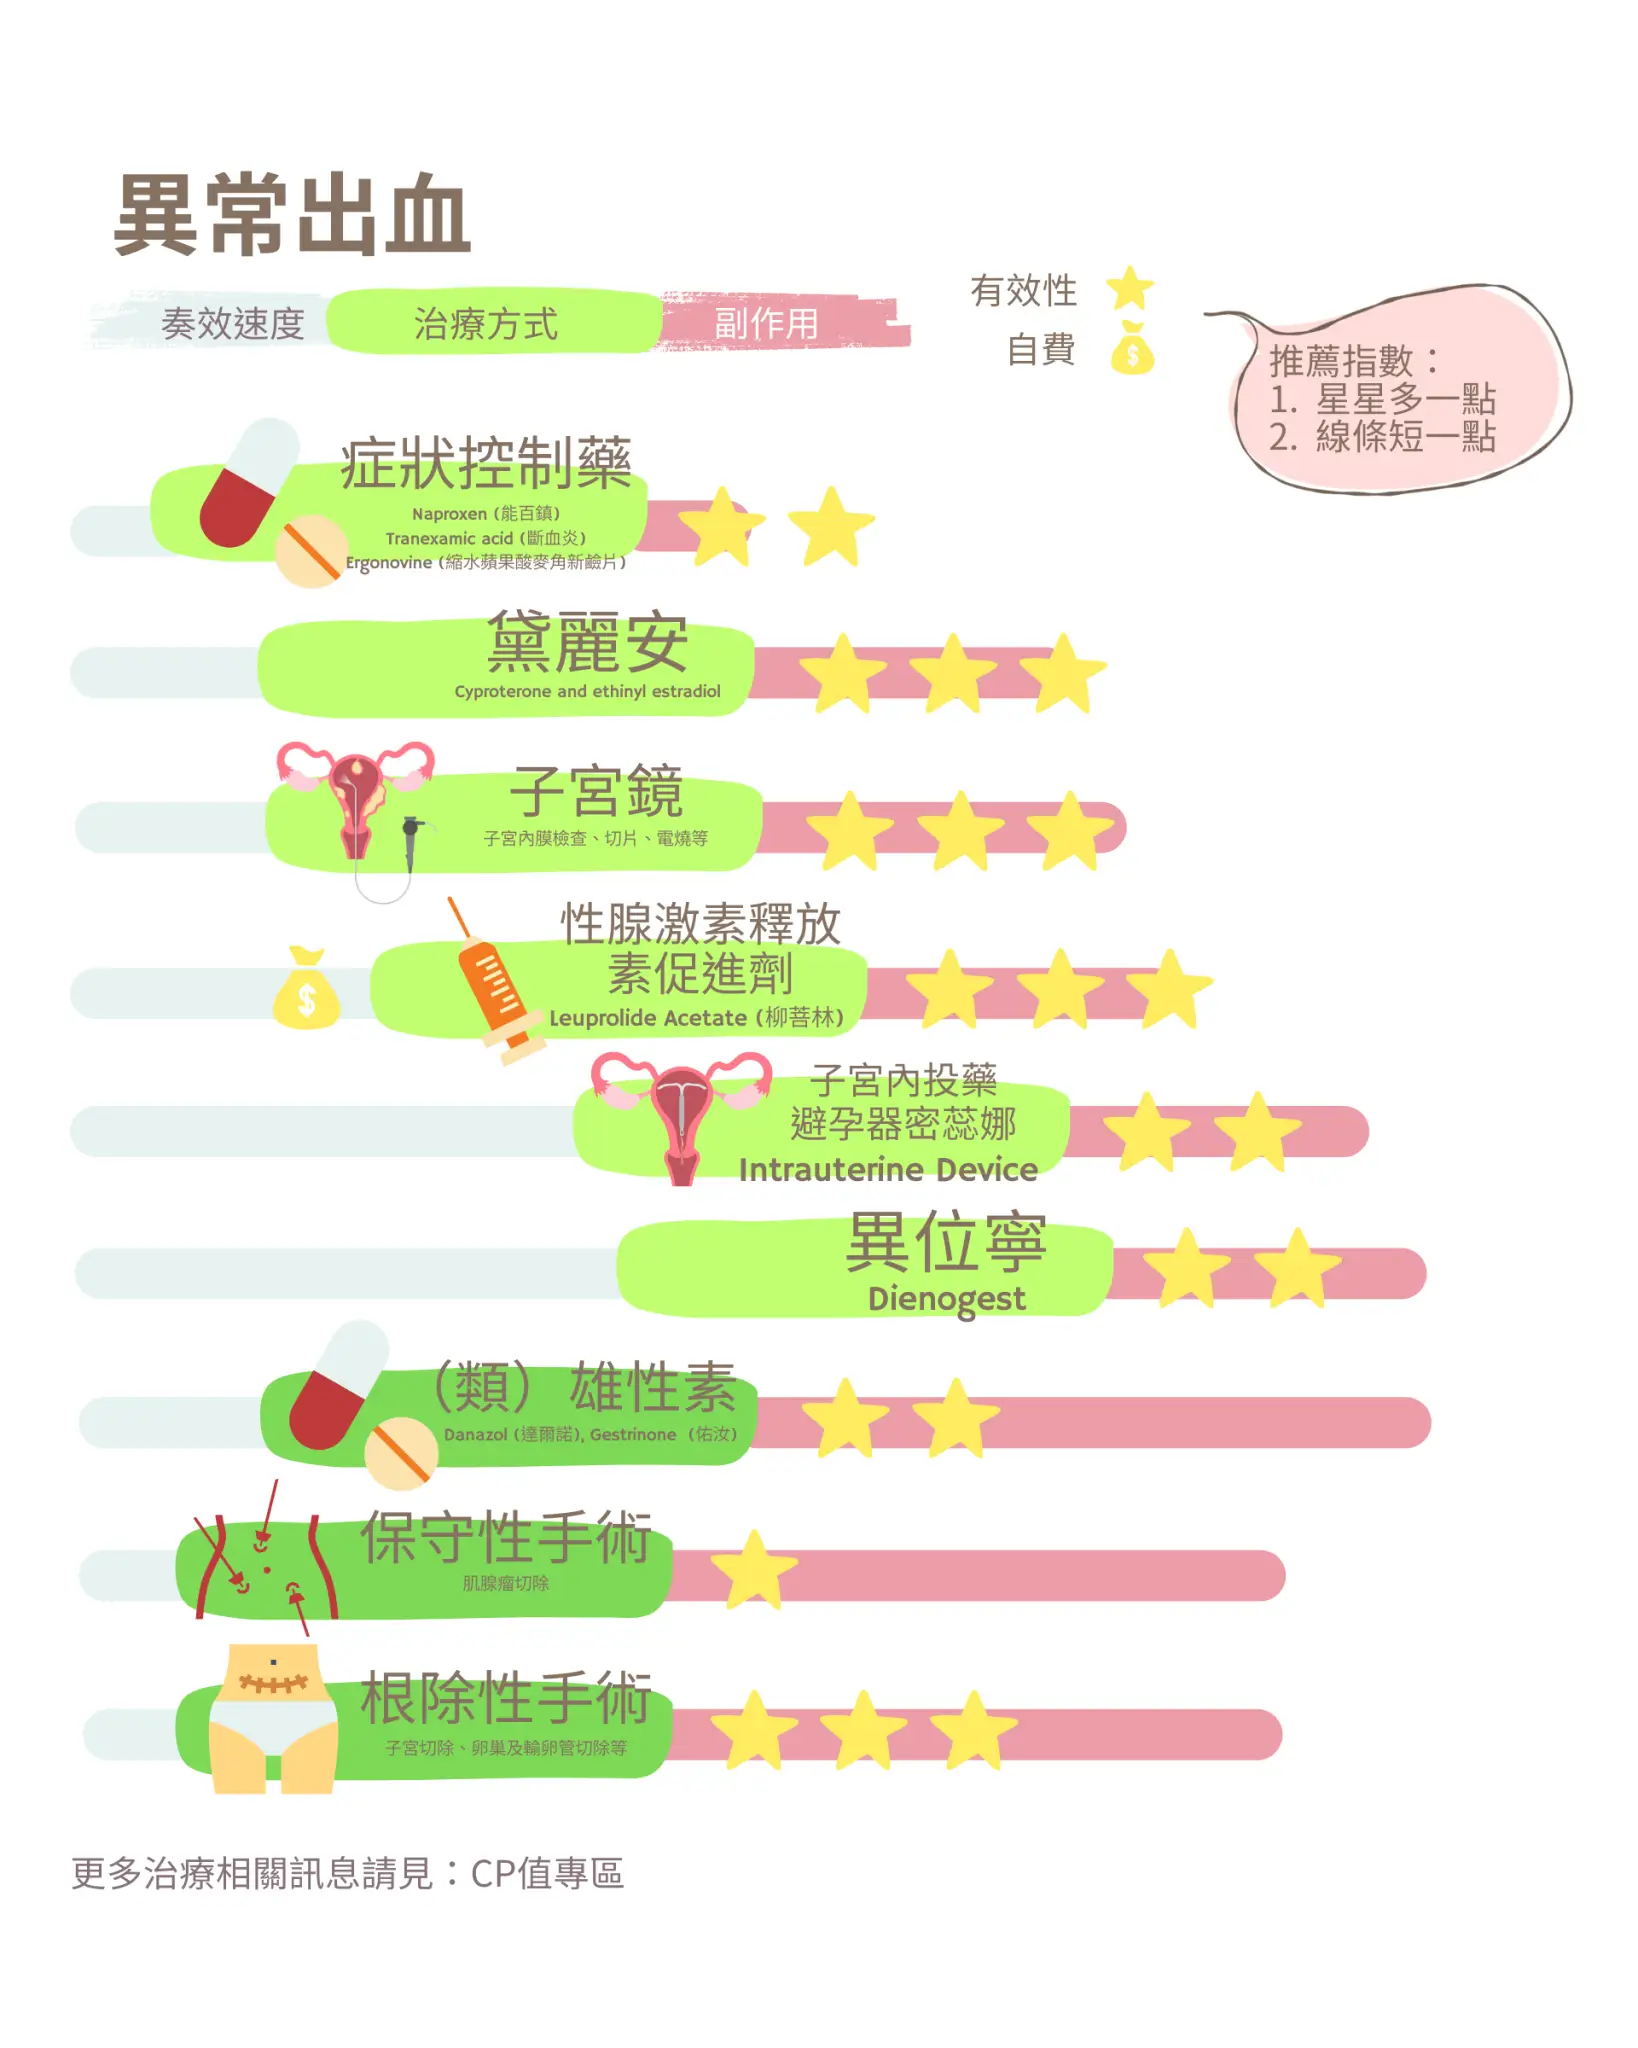 異常出血
奏效速度
治療方式
副作用
有效性
自費
推薦指數：
1. 星星多一點
2. 線條短一點
症狀控制藥
Naproxen (能百鎮)
Tranexamic acid (斷血炎)
Ergonovine (縮水蘋果酸麥角新鹼片)
黛麗安
Cyproterone and ethinyl estradiol
子宮鏡
子宮內膜檢查、切片、電燒等
性腺激素釋放
素促進劑
Leuprolide Acetate (柳菩林)
$
子宮內投藥
避孕器密蕊娜
Intrauterine Device
異位寧
Dienogest
（類）雄性素
Danazol (達爾諾), Gestrinone (佑汝)
保守性手術
肌腺瘤切除
根除性手術
子宮切除、卵巢及輸卵管切除等
更多治療相關訊息請見：CP值專區